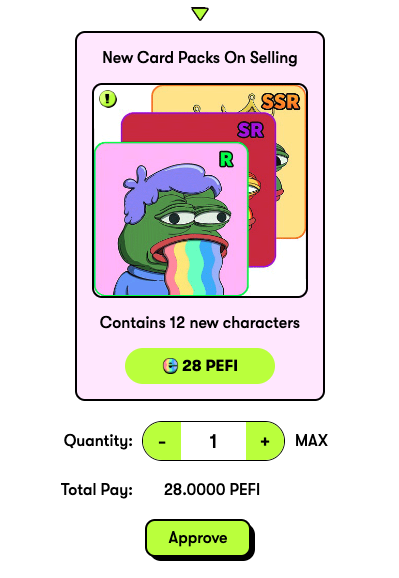 New Card Packs On Selling
!
SSR
SR
R
Contains 12 new characters
28 PEFI
Quantity: - 1 + MAX
Total Pay: 28.0000 PEFI
Approve